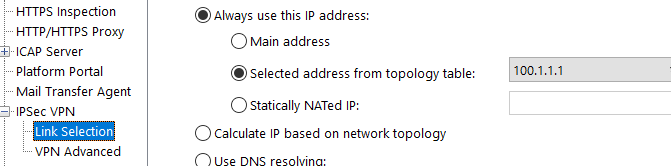 HTTPS Inspection
HTTP/HTTPS Proxy
ICAP Server
Platform Portal
Mail Transfer Agent
IPSec VPN
Link Selection
VPN Advanced
Always use this IP address:
Main address
Selected address from topology table: 100.1.1.1
Statically NATed IP:
Calculate IP based on network topology
Use DNS resolving: